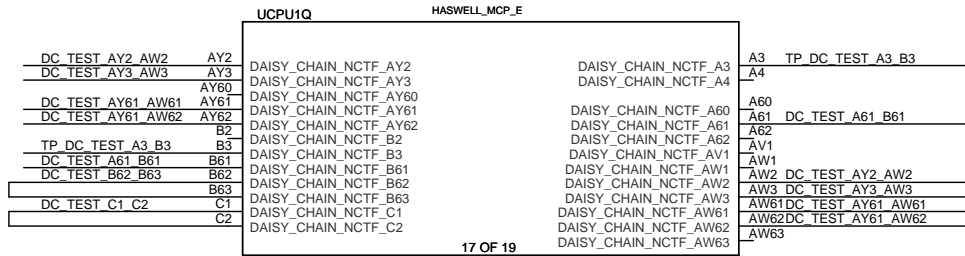 UCPU1Q
HASWELL_MCP_E
DC_TEST_AY2_AW2 AY2 DAISY_CHAIN_NCTF_AY2
DC_TEST_AY3_AW3 AY3 DAISY_CHAIN_NCTF_AY3
AY60 DAISY_CHAIN_NCTF_AY60
DC_TEST_AY61_AW61 AY61 DAISY_CHAIN_NCTF_AY61
DC_TEST_AY61_AW62 AY62 DAISY_CHAIN_NCTF_AY62
B2 DAISY_CHAIN_NCTF_B2
TP_DC_TEST_A3_B3 B3 DAISY_CHAIN_NCTF_B3
DC_TEST_A61_B61 B61 DAISY_CHAIN_NCTF_B61
DC_TEST_B62_B63 B62 DAISY_CHAIN_NCTF_B62
B63 DAISY_CHAIN_NCTF_B63
DC_TEST_C1_C2 C1 DAISY_CHAIN_NCTF_C1
C2 DAISY_CHAIN_NCTF_C2
DAISY_CHAIN_NCTF_A3 A3 TP_DC_TEST_A3_B3
DAISY_CHAIN_NCTF_A4 A4
DAISY_CHAIN_NCTF_A60 A60
DAISY_CHAIN_NCTF_A61 A61 DC_TEST_A61_B61
DAISY_CHAIN_NCTF_A62 A62
DAISY_CHAIN_NCTF_AV1 AV1
DAISY_CHAIN_NCTF_AW1 AW1
DAISY_CHAIN_NCTF_AW2 AW2 DC_TEST_AY2_AW2
DAISY_CHAIN_NCTF_AW3 AW3 DC_TEST_AY3_AW3
DAISY_CHAIN_NCTF_AW61 AW61 DC_TEST_AY61_AW61
DAISY_CHAIN_NCTF_AW62 AW62 DC_TEST_AY61_AW62
DAISY_CHAIN_NCTF_AW63 AW63
17 OF 19